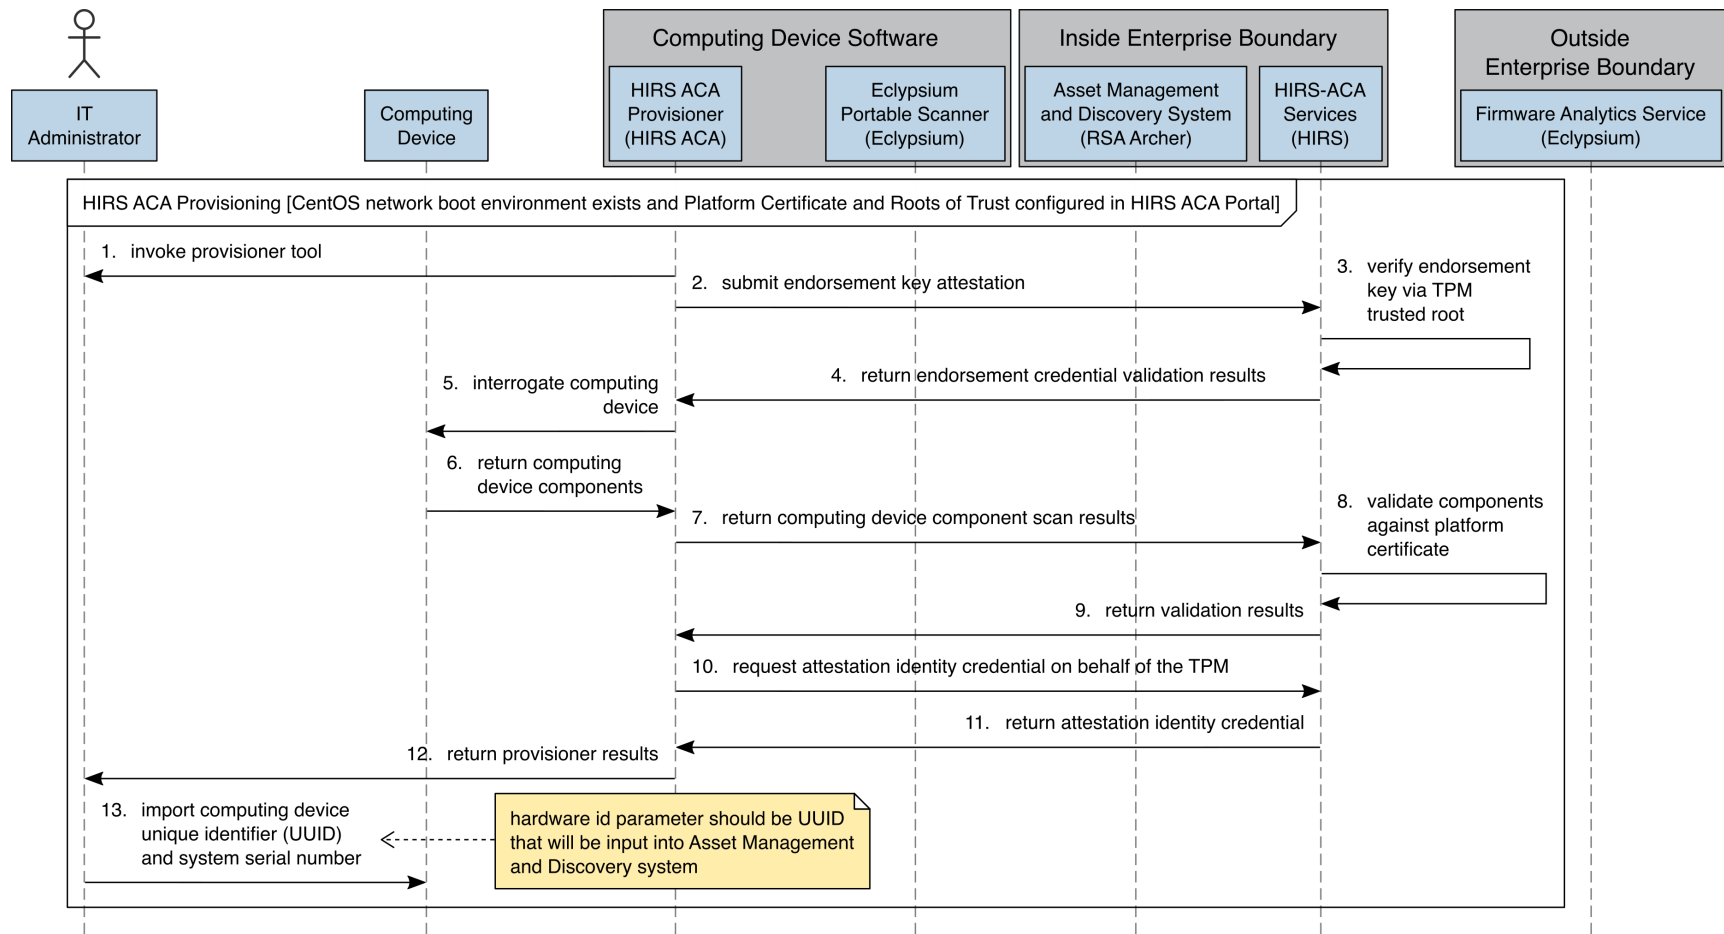 Computing Device Software
Inside Enterprise Boundary
Outside
Enterprise Boundary
IT
Administrator
Computing
Device
HIRS ACA
Provisioner
(HIRS ACA)
Eclypsium
Portable Scanner
(Eclypsium)
Asset Management
and Discovery System
(RSA Archer)
HIRS-ACA
Services
(HIRS)
Firmware Analytics Service
(Eclypsium)
HIRS ACA Provisioning [CentOS network boot environment exists and Platform Certificate and Roots of Trust configured in HIRS ACA Portal]
1. invoke provisioner tool
2. submit endorsement key attestation
3. verify endorsement
key via TPM
trusted root
4. return endorsement credential validation results
5. interrogate computing
device
6. return computing
device components
7. return computing device component scan results
8. validate components
against platform
certificate
9. return validation results
10. request attestation identity credential on behalf of the TPM
11. return attestation identity credential
12. return provisioner results
13. import computing device
unique identifier (UUID)
and system serial number
hardware id parameter should be UUID
that will be input into Asset Management
and Discovery system